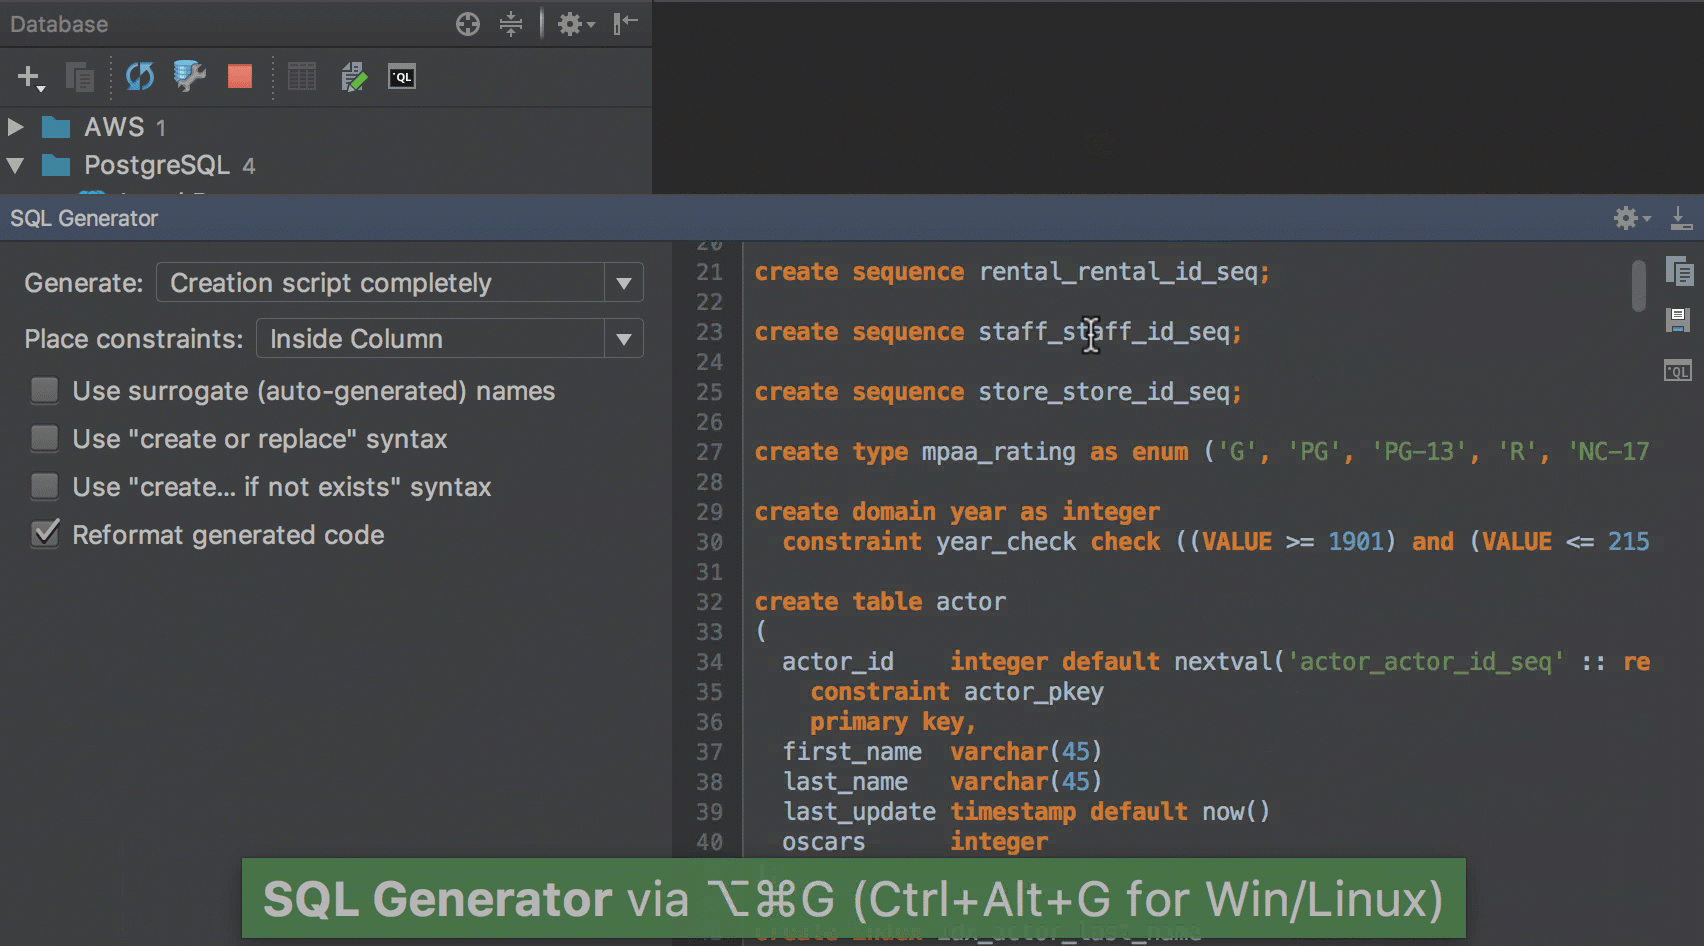 Database
AWS 1
PostgreSQL 4
SQL Generator
Generate: Creation script completely
Place constraints: Inside Column
Use surrogate (auto-generated) names
Use "create or replace" syntax
Use "create... if not exists" syntax
Reformat generated code
20
21 create sequence rental_rental_id_seq;
22
23 create sequence staff_staff_id_seq;
24
25 create sequence store_store_id_seq;
26
27 create type mpaa_rating as enum ('G', 'PG', 'PG-13', 'R', 'NC-17
28
29 create domain year as integer
30 constraint year_check check ((VALUE >= 1901) and (VALUE <= 215
31
32 create table actor
33 (
34 actor_id integer default nextval('actor_actor_id_seq' :: re
35 constraint actor_pkey
36 primary key,
37 first_name varchar(45)
38 last_name varchar(45)
39 last_update timestamp default now()
40 oscars integer
SQL Generator via ⌥⌘G (Ctrl+Alt+G for Win/Linux)
create index idx_actor_last_name
QL
QL